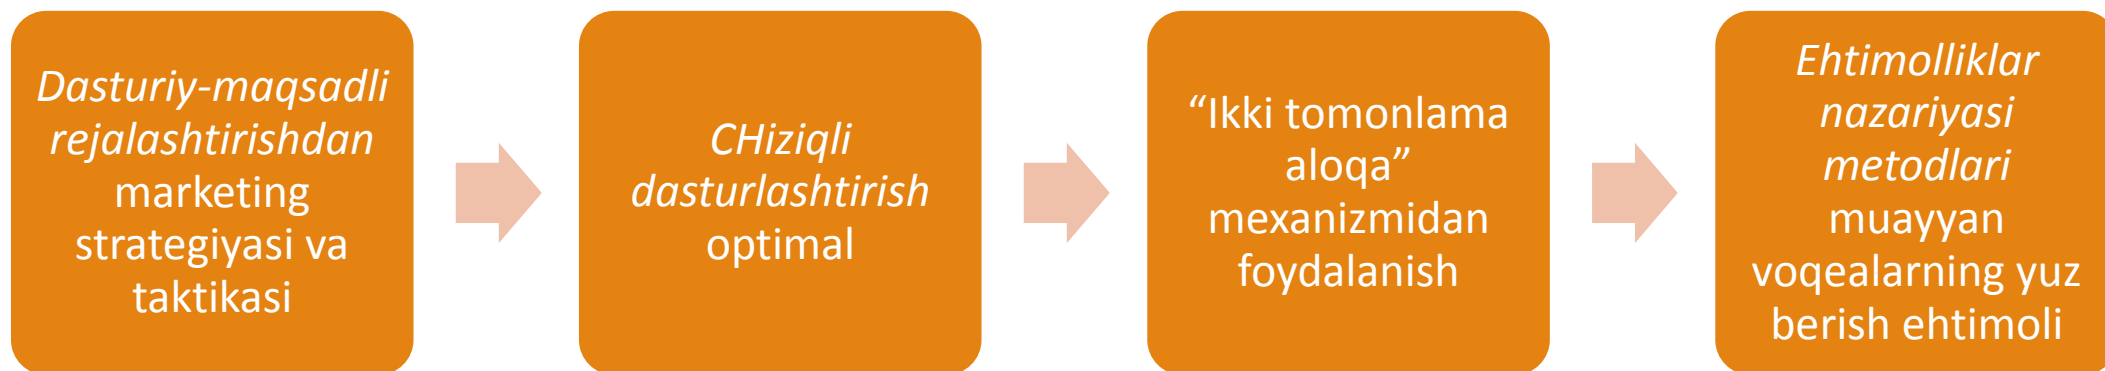 Dasturiy-maqsadli
rejalashtirishdan
marketing
strategiyasi va
taktikasi
CHiziqli
dasturlashtirish
optimal
“Ikki tomonlama
aloqa”
mexanizmidan
foydalanish
Ehtimolliklar
nazariyasi
metodlari
muayyan
voqealarning yuz
berish ehtimoli